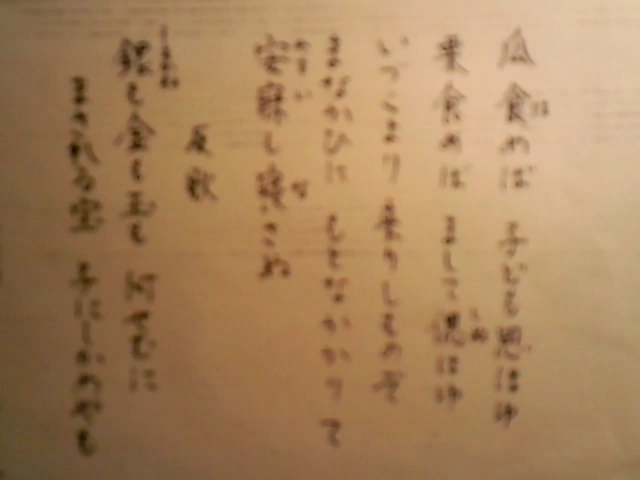 瓜食めば 子ども思ほゆ
栗食めば まして偲はゆ
いづくより 来りしものぞ
まなかひに もとなかかりて
安寐し寝さぬ
反歌
銀も金も玉も 何せむに
まされる宝 子にしかめやも